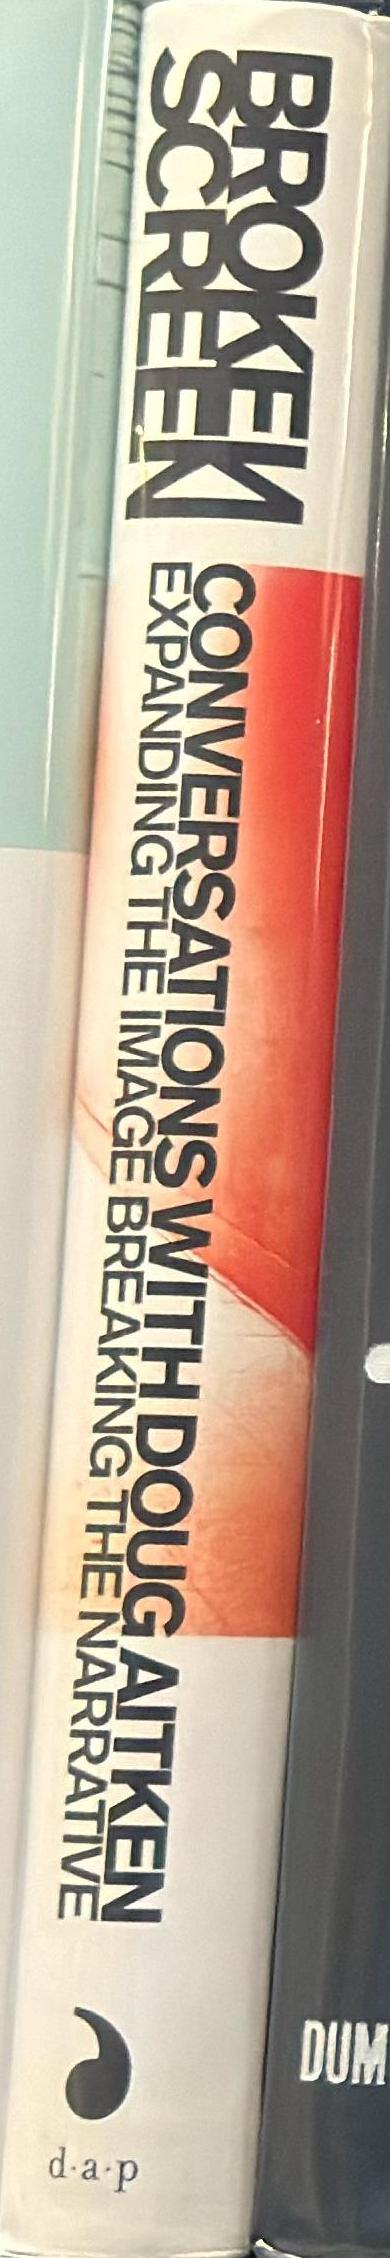 BROKEN
SCREEN
CONVERSATIONS WITH DOUG AITKEN
EXPANDING THE IMAGE BREAKING THE NARRATIVE
d·a·p
DUM